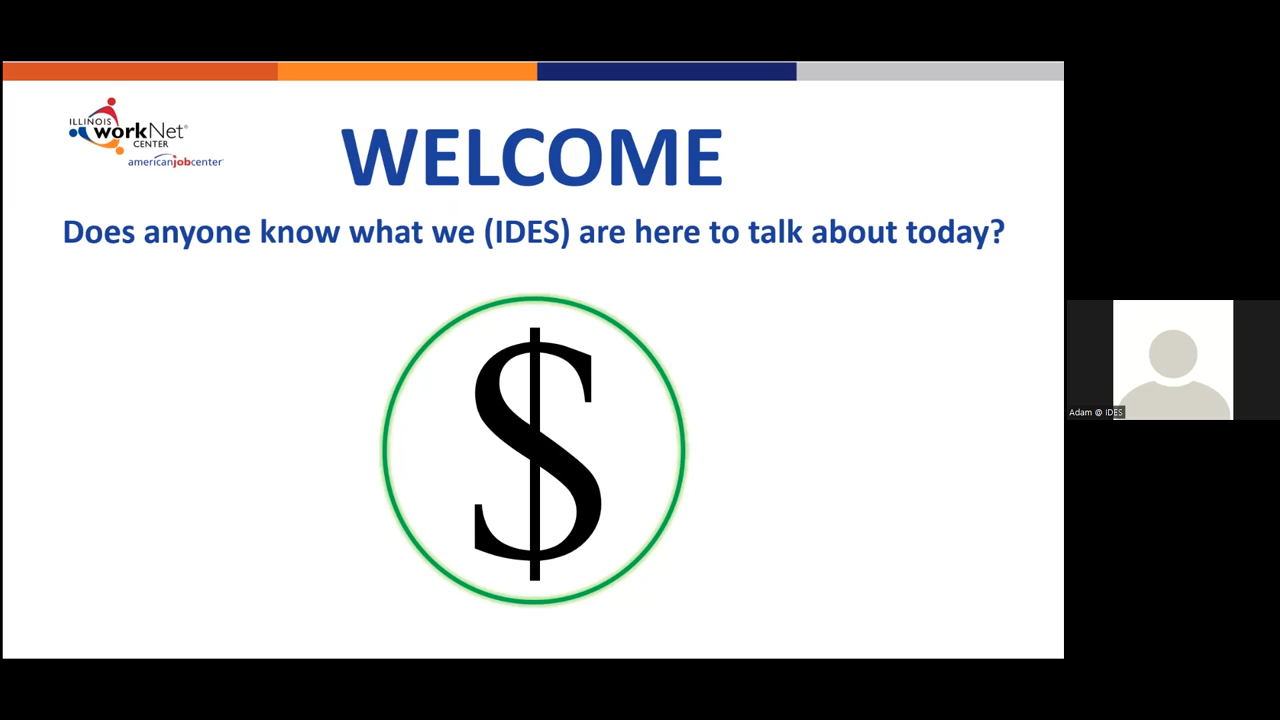 ILLINOIS
workNet®
CENTER
americanjobcenter®
WELCOME
Does anyone know what we (IDES) are here to talk about today?
$
Adam @ IDES